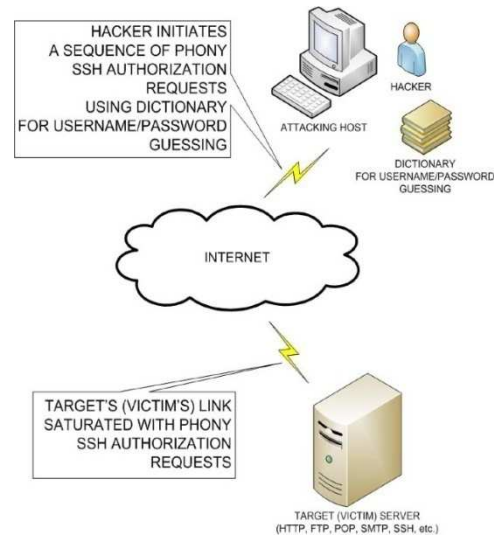 HACKER INITIATES
A SEQUENCE OF PHONY
SSH AUTHORIZATION
REQUESTS
USING DICTIONARY
FOR USERNAME/PASSWORD
GUESSING
HACKER
ATTACKING HOST
DICTIONARY
FOR USERNAME/PASSWORD
GUESSING
INTERNET
TARGET'S (VICTIM'S) LINK
SATURATED WITH PHONY
SSH AUTHORIZATION
REQUESTS
TARGET (VICTIM) SERVER
(HTTP, FTP, POP, SMTP, SSH, etc.)